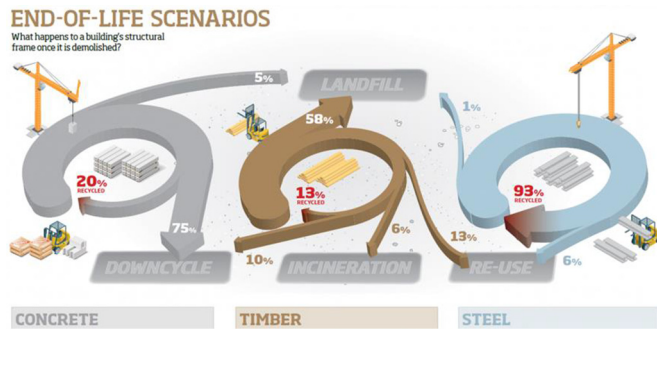 END-OF-LIFE SCENARIOS
What happens to a building's structural
frame once it is demolished?
5%
LANDFILL
58%
1%
20%
RECYCLED
13%
RECYCLED
93%
RECYCLED
75%
6%
13%
10%
6%
DOWNCYCLE
INCINERATION
RE-USE
CONCRETE
TIMBER
STEEL